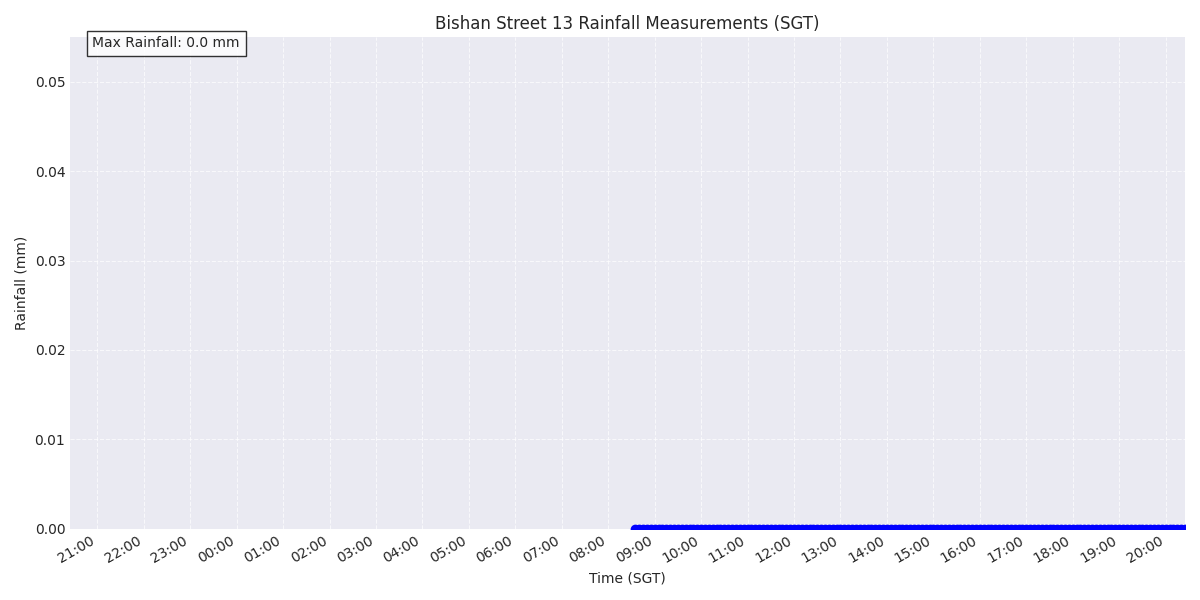 Bishan Street 13 Rainfall Measurements (SGT)
Max Rainfall: 0.0 mm
0.05
0.04
0.03
0.02
0.01
0.00
Rainfall (mm)
21:00 22:00 23:00 00:00 01:00 02:00 03:00 04:00 05:00 06:00 07:00 08:00 09:00 10:00 11:00 12:00 13:00 14:00 15:00 16:00 17:00 18:00 19:00 20:00
Time (SGT)